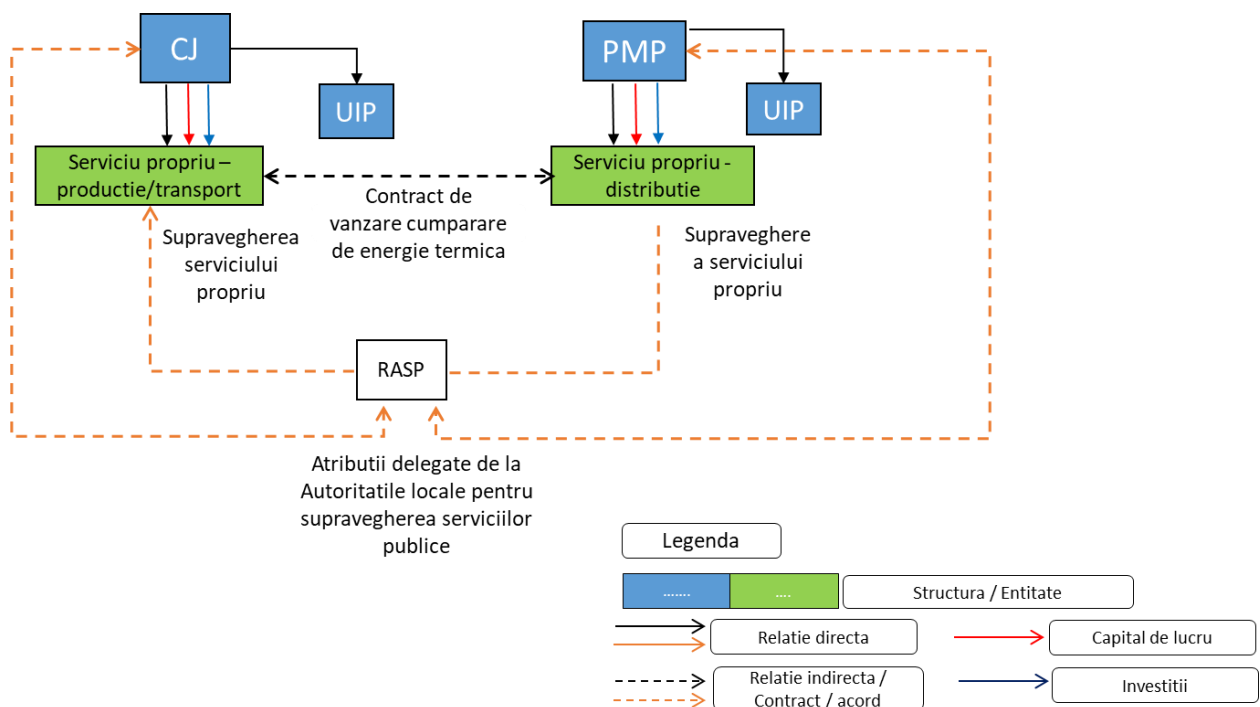 CJ
PMP
UIP
UIP
Serviciu propriu –
productie/transport
Serviciu propriu -
distributie
Contract de
vanzare cumparare
de energie termica
Supravegherea
serviciului
propriu
Supraveghere
a serviciului
propriu
RASP
Atributii delegate de la
Autoritatile locale pentru
supravegherea serviciilor
publice
Legenda
.......
....
Structura / Entitate
Relatie directa
Capital de lucru
Relatie indirecta /
Contract / acord
Investitii